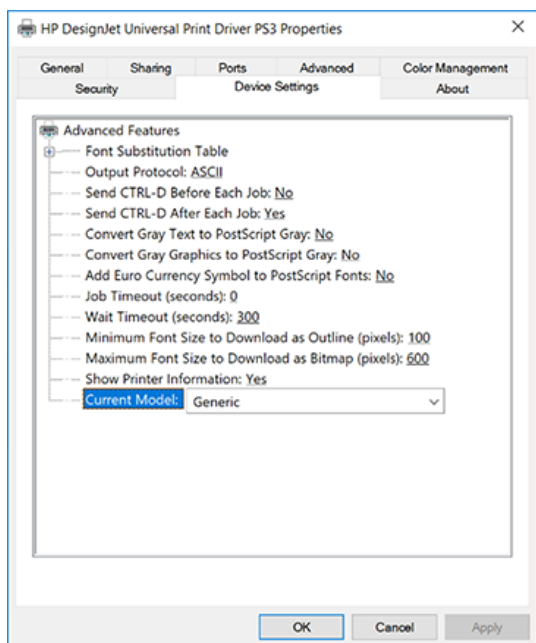 HP DesignJet Universal Print Driver PS3 Properties
General Sharing Ports Advanced Color Management
Security Device Settings About
Advanced Features
Font Substitution Table
Output Protocol: ASCII
Send CTRL-D Before Each Job: No
Send CTRL-D After Each Job: Yes
Convert Gray Text to PostScript Gray: No
Convert Gray Graphics to PostScript Gray: No
Add Euro Currency Symbol to PostScript Fonts: No
Job Timeout (seconds): 0
Wait Timeout (seconds): 300
Minimum Font Size to Download as Outline (pixels): 100
Maximum Font Size to Download as Bitmap (pixels): 600
Show Printer Information: Yes
Current Model: Generic
OK Cancel Apply